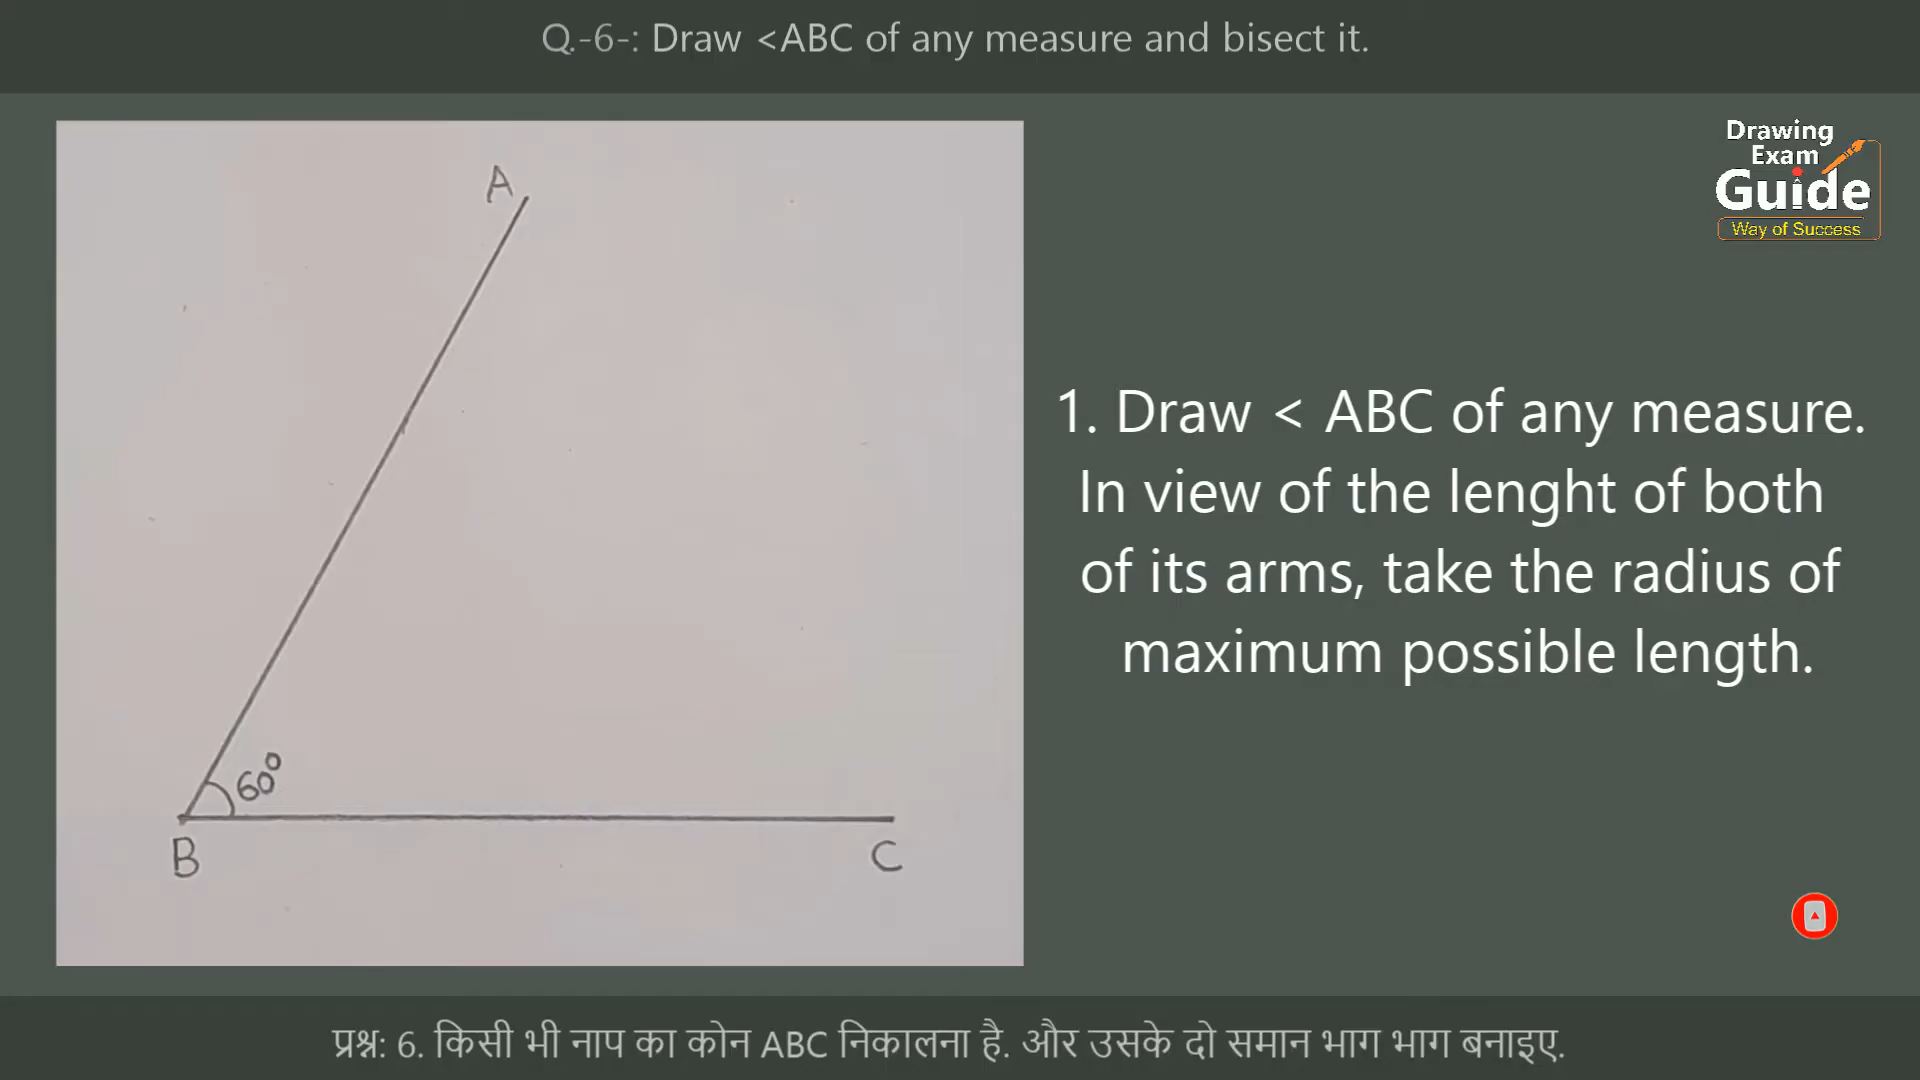 Q.-6-: Draw <ABC of any measure and bisect it.
Drawing
Exam
Guide
Way of Success
A
60°
B
C
1. Draw < ABC of any measure.
In view of the lenght of both
of its arms, take the radius of
maximum possible length.
प्रश्न: 6. किसी भी नाप का कोन ABC निकालना है. और उसके दो समान भाग भाग बनाइए.